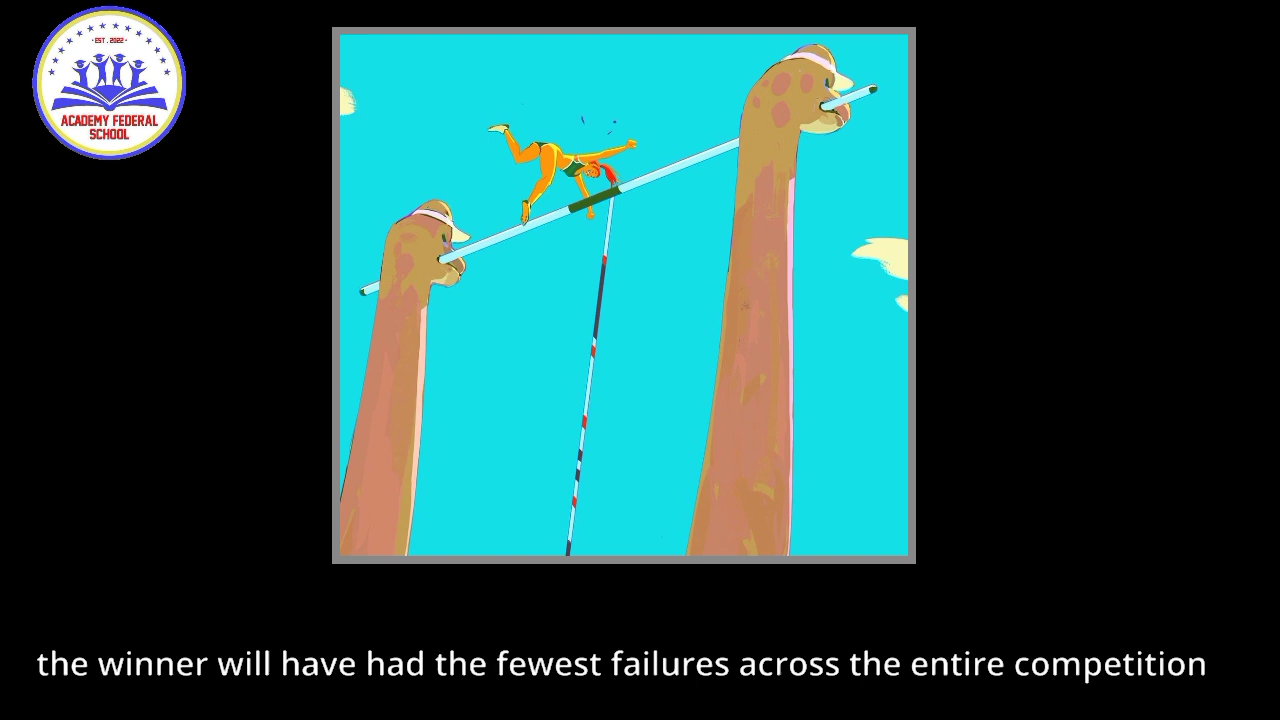 • EST . 2022 •
ACADEMY FEDERAL
SCHOOL
the winner will have had the fewest failures across the entire competition